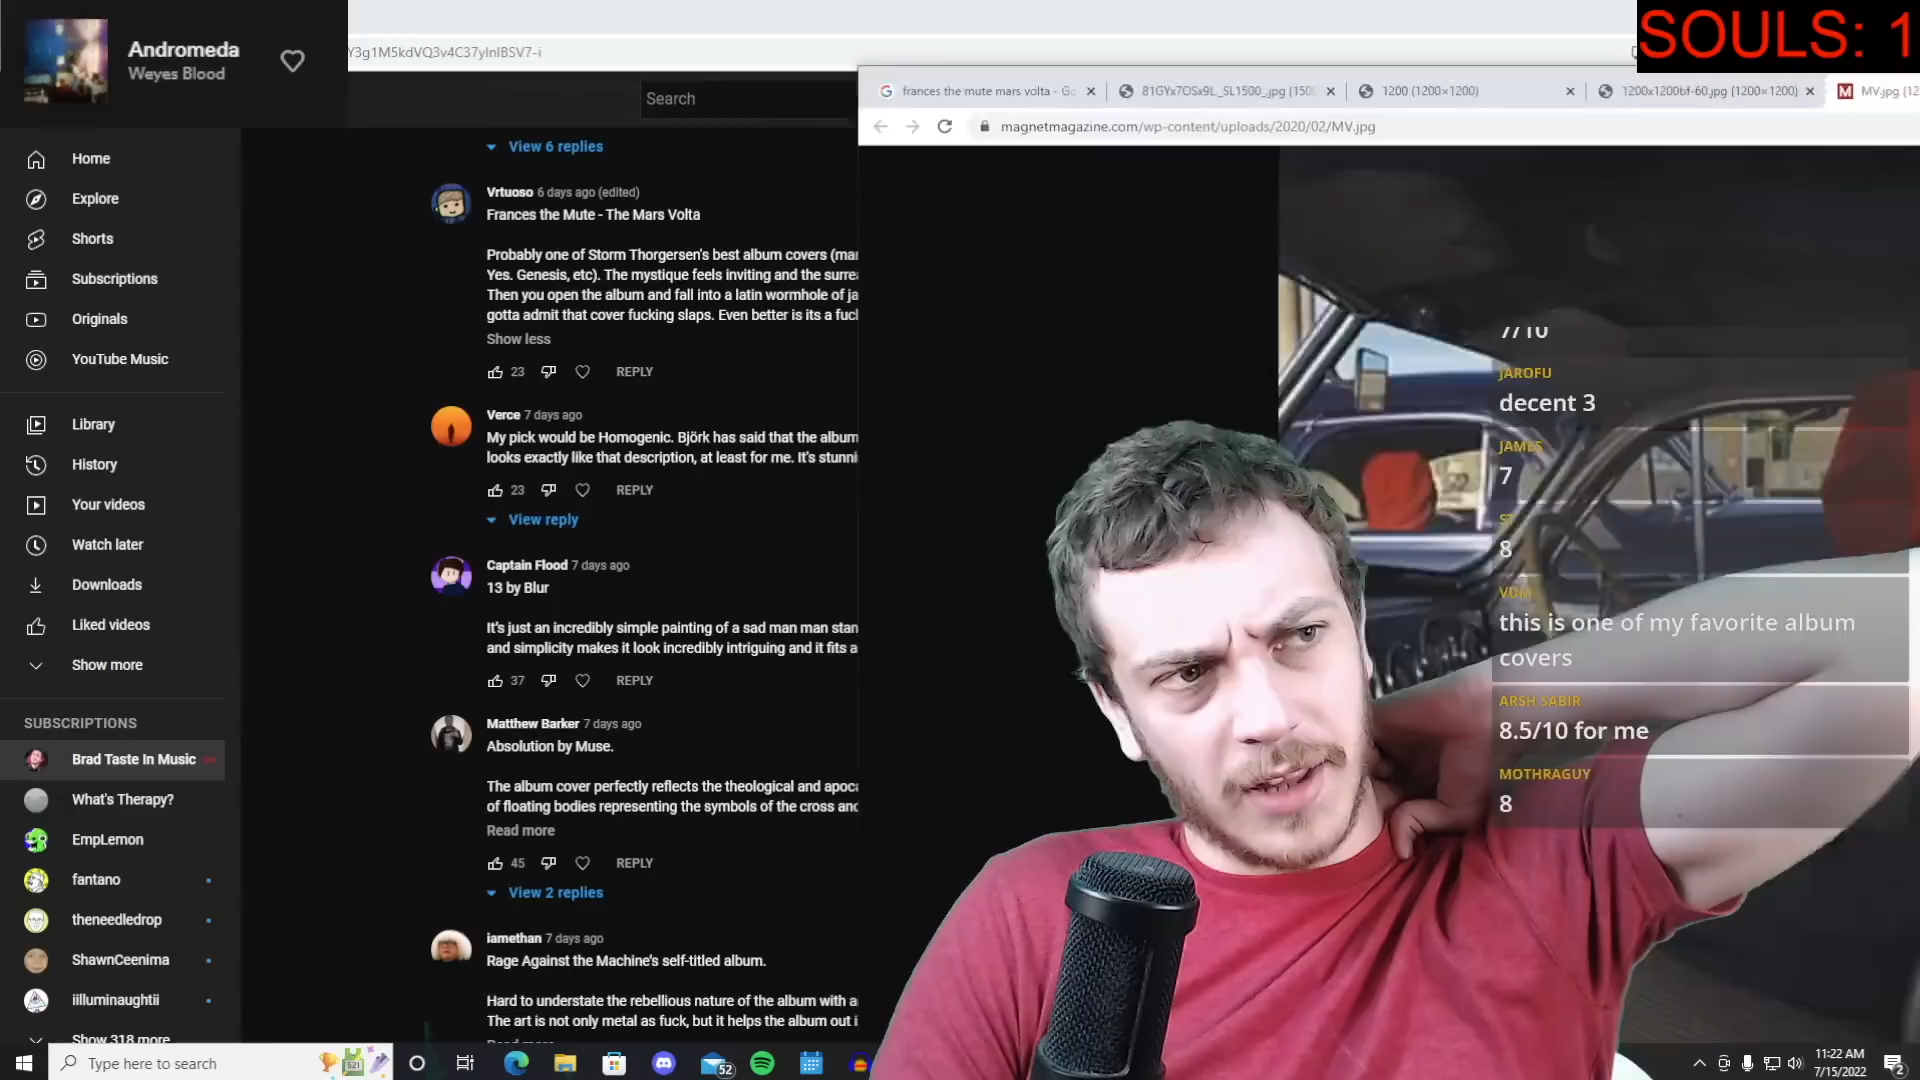 Andromeda
Weyes Blood
SOULS: 1
Y3g1M5kdVQ3v4C37yInIBSV7-i
Search
frances the mute mars volta - Go
81GYx7OSx9L._SL1500_.jpg (1500
1200 (1200×1200)
1200x1200bf-60.jpg (1200×1200)
MV.jpg (12
magnetmagazine.com/wp-content/uploads/2020/02/MV.jpg
Home
Explore
Shorts
Subscriptions
Originals
YouTube Music
Library
History
Your videos
Watch later
Downloads
Liked videos
Show more
SUBSCRIPTIONS
Brad Taste In Music
What's Therapy?
EmpLemon
fantano
theneedledrop
ShawnCeenima
iilluminaughtii
Show 318 more
View 6 replies
Vrtuoso 6 days ago (edited)
Frances the Mute - The Mars Volta
Probably one of Storm Thorgersen's best album covers (mar
Yes. Genesis, etc). The mystique feels inviting and the surrea
Then you open the album and fall into a latin wormhole of ja
gotta admit that cover fucking slaps. Even better is its a fucl
Show less
23 REPLY
Verce 7 days ago
My pick would be Homogenic. Björk has said that the album
looks exactly like that description, at least for me. It's stunni
23 REPLY
View reply
Captain Flood 7 days ago
13 by Blur
It's just an incredibly simple painting of a sad man man stan
and simplicity makes it look incredibly intriguing and it fits a
37 REPLY
Matthew Barker 7 days ago
Absolution by Muse.
The album cover perfectly reflects the theological and apoca
of floating bodies representing the symbols of the cross and
Read more
45 REPLY
View 2 replies
iamethan 7 days ago
Rage Against the Machine's self-titled album.
Hard to understate the rebellious nature of the album with a
The art is not only metal as fuck, but it helps the album out i
Read more
7/10
JAROFU
decent 3
JAMES
7
8
VDM
this is one of my favorite album
covers
ARSH SABIR
8.5/10 for me
MOTHRAGUY
8
Type here to search
521
52
11:22 AM
7/15/2022
2